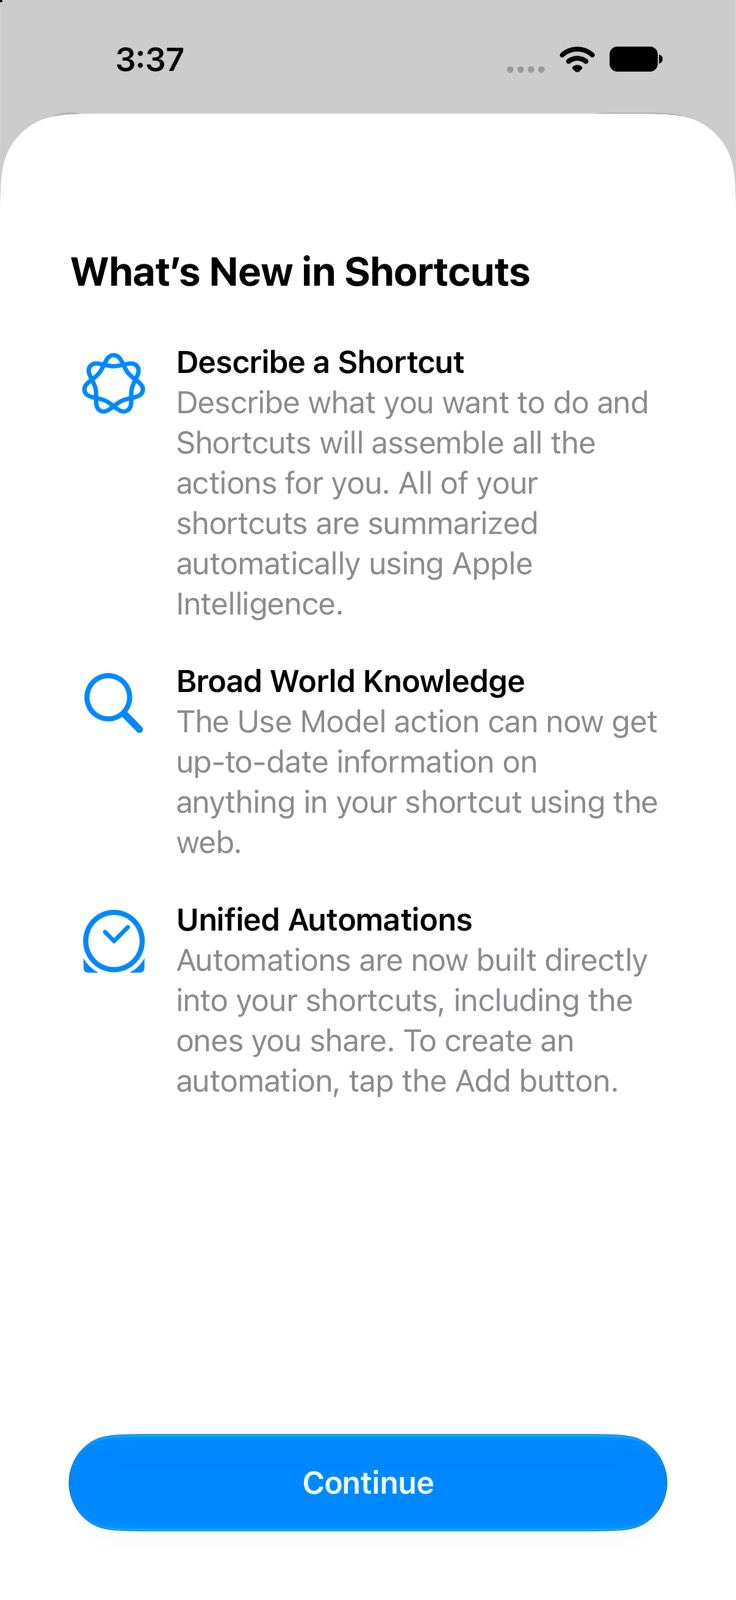 3:37
What’s New in Shortcuts
Describe a Shortcut
Describe what you want to do and
Shortcuts will assemble all the
actions for you. All of your
shortcuts are summarized
automatically using Apple
Intelligence.
Broad World Knowledge
The Use Model action can now get
up-to-date information on
anything in your shortcut using the
web.
Unified Automations
Automations are now built directly
into your shortcuts, including the
ones you share. To create an
automation, tap the Add button.
Continue